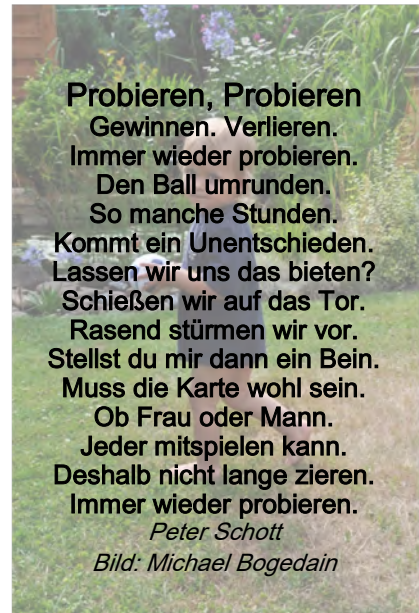 Probieren, Probieren
Gewinnen. Verlieren.
Immer wieder probieren.
Den Ball umrunden.
So manche Stunden.
Kommt ein Unentschieden.
Lassen wir uns das bieten?
Schießen wir auf das Tor.
Rasend stürmen wir vor.
Stellst du mir dann ein Bein.
Muss die Karte wohl sein.
Ob Frau oder Mann.
Jeder mitspielen kann.
Deshalb nicht lange zieren.
Immer wieder probieren.
Peter Schott
Bild: Michael Bogedain